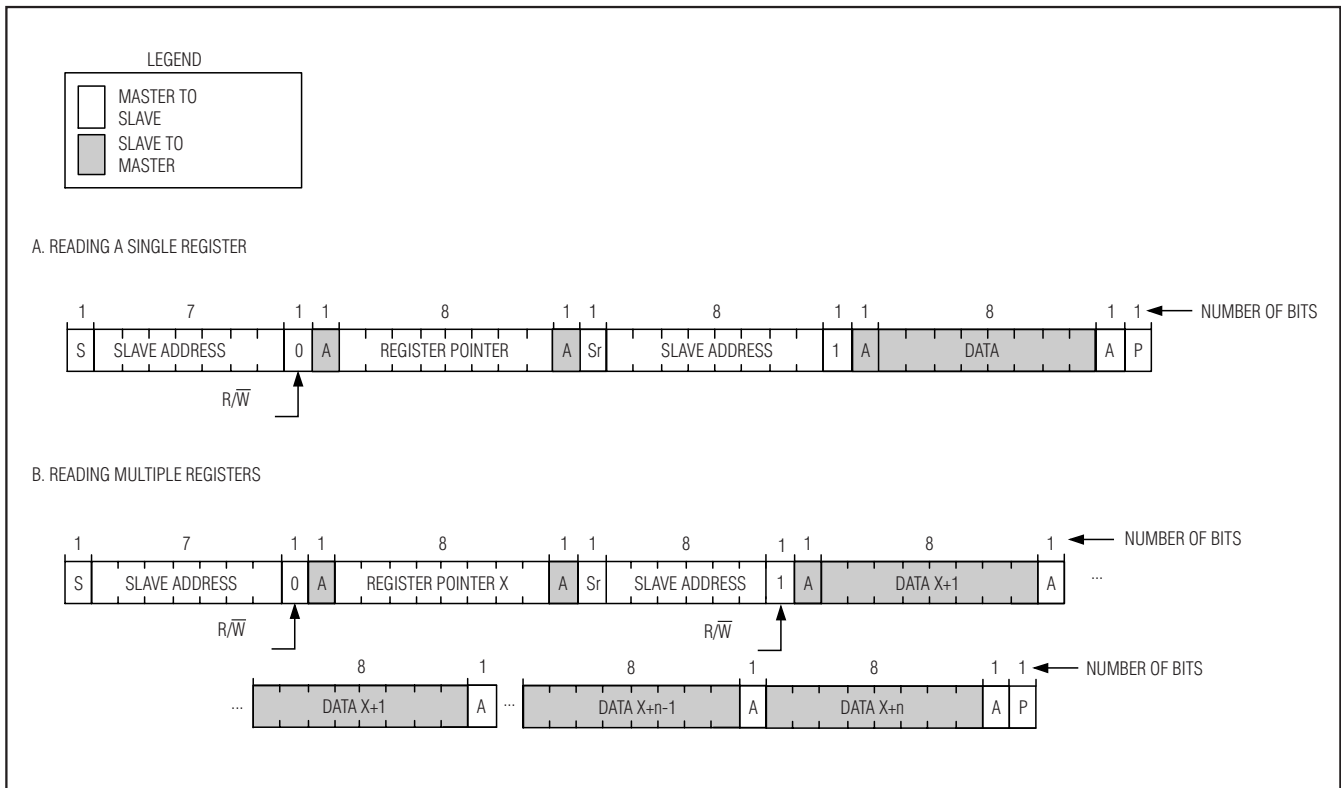 LEGEND
MASTER TO
SLAVE
SLAVE TO
MASTER
A. READING A SINGLE REGISTER
1 7 1 1 8 1 1 8 1 1 8 1 1 NUMBER OF BITS
S SLAVE ADDRESS 0 A REGISTER POINTER A Sr SLAVE ADDRESS 1 A DATA A P
R/W̅
B. READING MULTIPLE REGISTERS
1 7 1 1 8 1 1 8 1 1 8 1 NUMBER OF BITS
S SLAVE ADDRESS 0 A REGISTER POINTER X A Sr SLAVE ADDRESS 1 A DATA X+1 A ...
R/W̅ R/W̅
8 1 8 1 8 1 1 NUMBER OF BITS
... DATA X+1 A ... DATA X+n-1 A DATA X+n A P